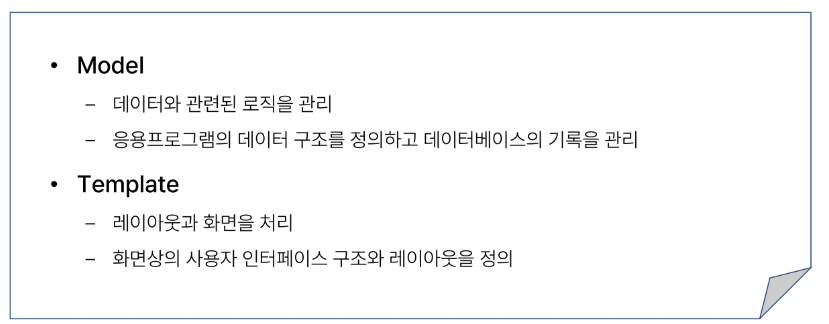 • Model
– 데이터와 관련된 로직을 관리
– 응용프로그램의 데이터 구조를 정의하고 데이터베이스의 기록을 관리
• Template
– 레이아웃과 화면을 처리
– 화면상의 사용자 인터페이스 구조와 레이아웃을 정의